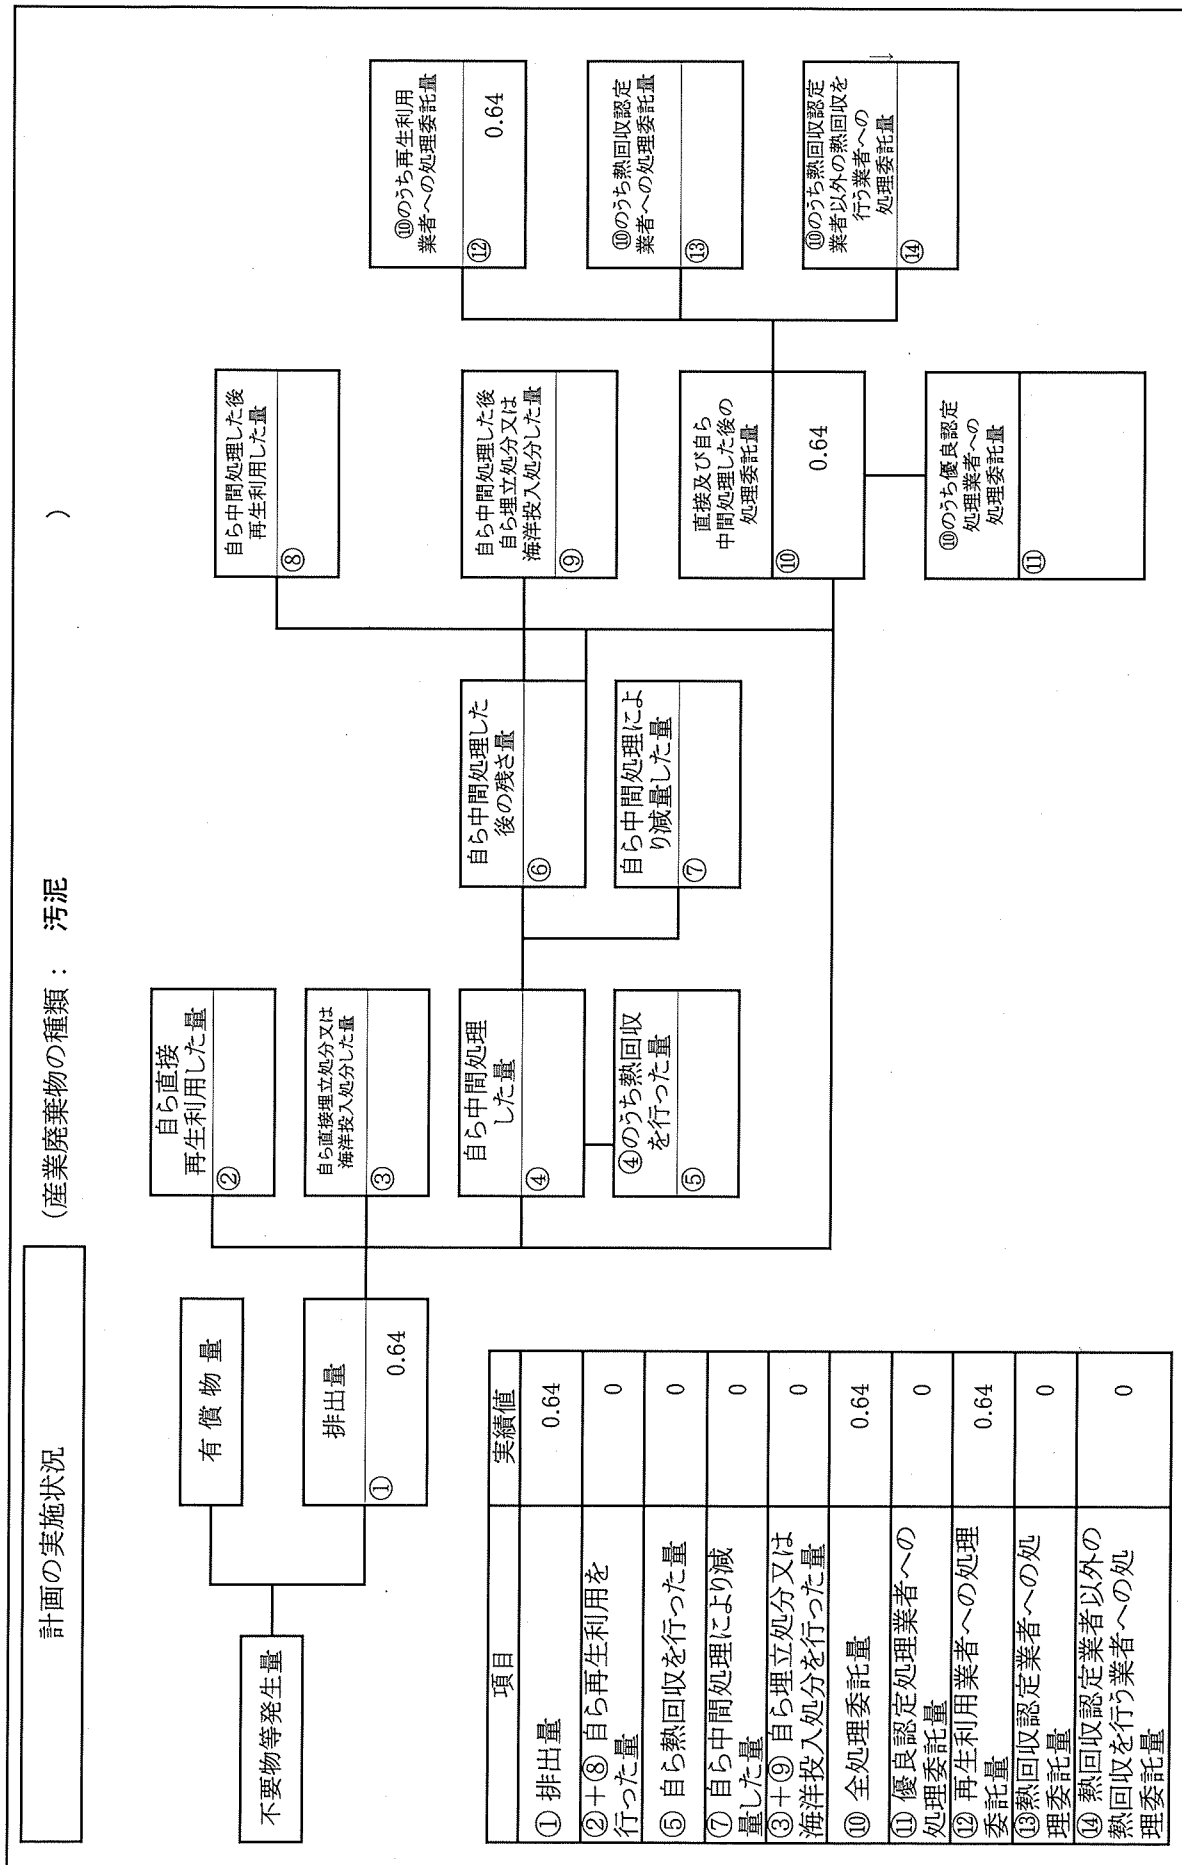 計画の実施状況
(産業廃棄物の種類： 汚泥 )
不要物等発生量
有償物量
排出量
①
0.64
自ら直接
再生利用した量
②
自ら直接埋立処分又は
海洋投入処分した量
③
自ら中間処理
した量
④
④のうち熱回収
を行った量
⑤
自ら中間処理した
後の残さ量
⑥
自ら中間処理によ
り減量した量
⑦
自ら中間処理した後
再生利用した量
⑧
自ら中間処理した後
自ら埋立処分又は
海洋投入処分した量
⑨
直接及び自ら
中間処理した後の
処理委託量
⑩
0.64
⑩のうち優良認定
処理業者への
処理委託量
⑪
⑩のうち再生利用
業者への処理委託量
⑫
0.64
⑩のうち熱回収認定
業者への処理委託量
⑬
⑩のうち熱回収認定
業者以外の熱回収を
行う業者への
処理委託量
⑭
項目 実績値
① 排出量 0.64
②＋⑧ 自ら再生利用を
行った量 0
⑤ 自ら熱回収を行った量 0
⑦ 自ら中間処理により減
量した量 0
③＋⑨ 自ら埋立処分又は
海洋投入処分を行った量 0
⑩ 全処理委託量 0.64
⑪ 優良認定処理業者への
処理委託量 0
⑫ 再生利用業者への処理
委託量 0.64
⑬熱回収認定業者への処
理委託量 0
⑭ 熱回収認定業者以外の
熱回収を行う業者への処
理委託量 0